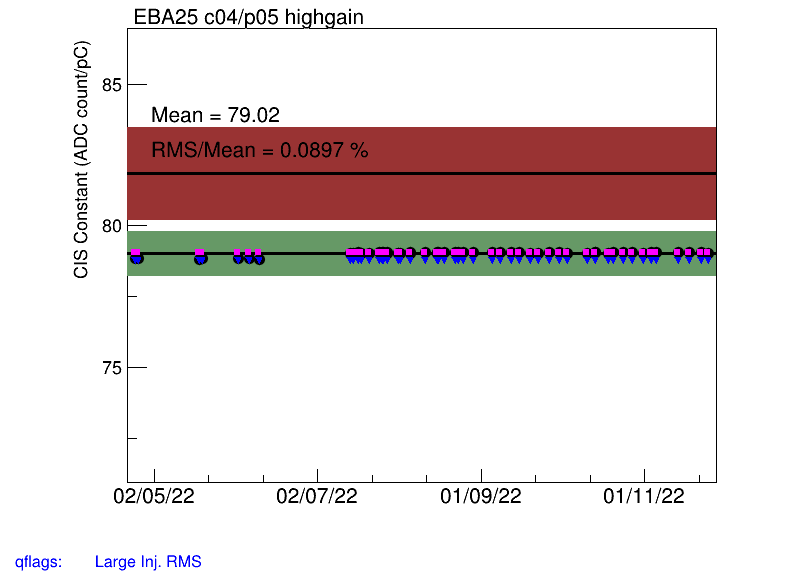 EBA25 c04/p05 highgain
CIS Constant (ADC count/pC)
85
Mean = 79.02
RMS/Mean = 0.0897 %
80
75
02/05/22 02/07/22 01/09/22 01/11/22
qflags: Large Inj. RMS